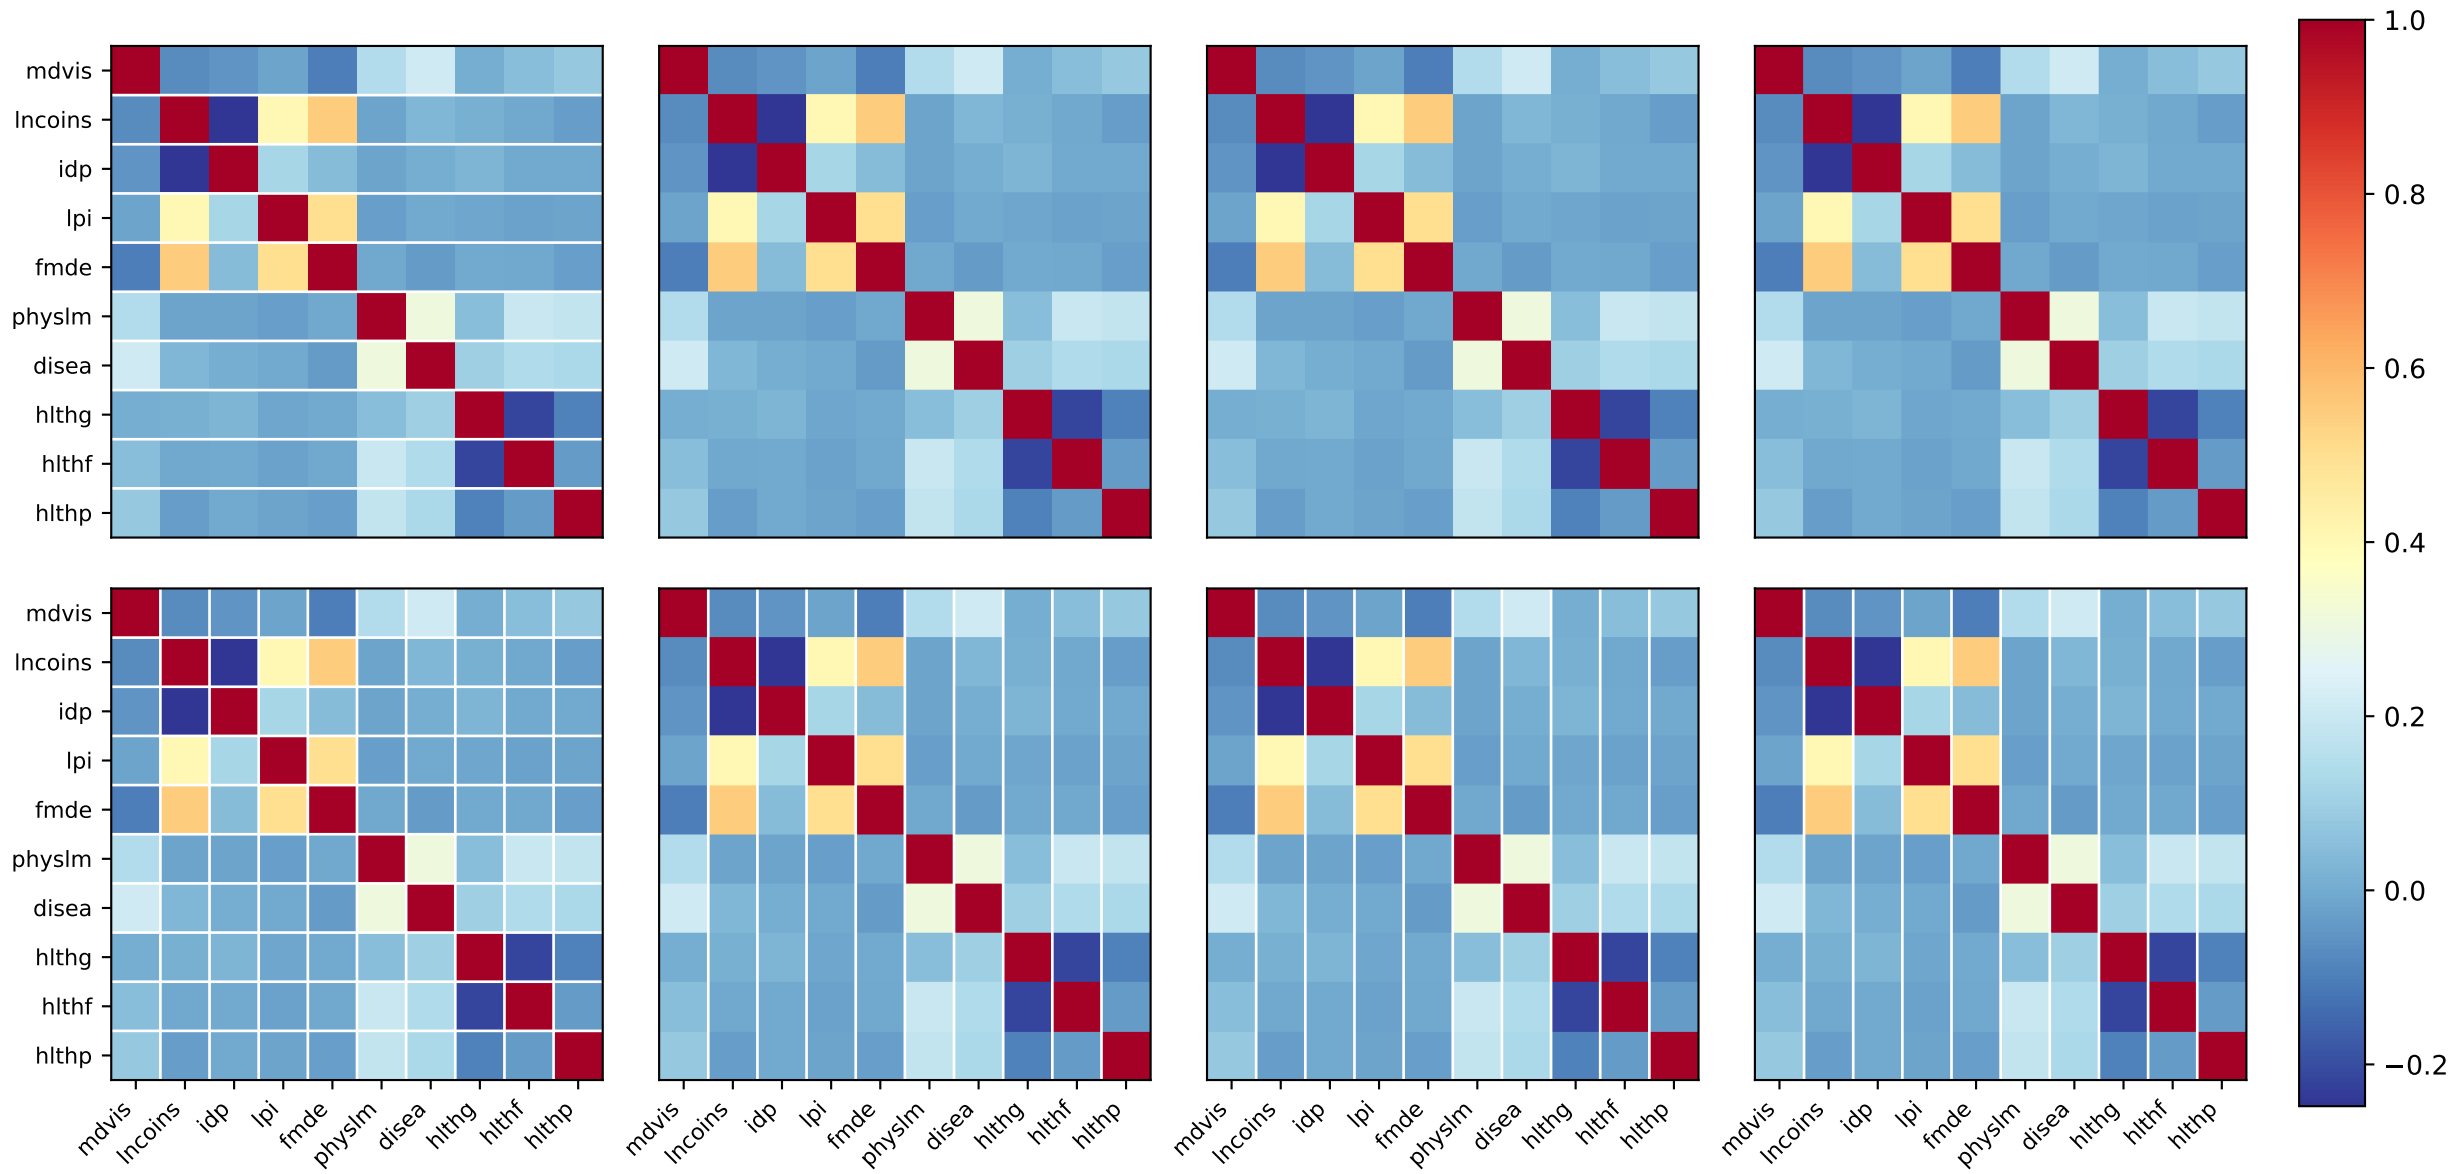 mdvis
lncoins
idp
lpi
fmde
physlm
disea
hlthg
hlthf
hlthp
mdvis
lncoins
idp
lpi
fmde
physlm
disea
hlthg
hlthf
hlthp
mdvis lncoins idp lpi fmde physlm disea hlthg hlthf hlthp
mdvis lncoins idp lpi fmde physlm disea hlthg hlthf hlthp
mdvis lncoins idp lpi fmde physlm disea hlthg hlthf hlthp
mdvis lncoins idp lpi fmde physlm disea hlthg hlthf hlthp
1.0
0.8
0.6
0.4
0.2
0.0
−0.2